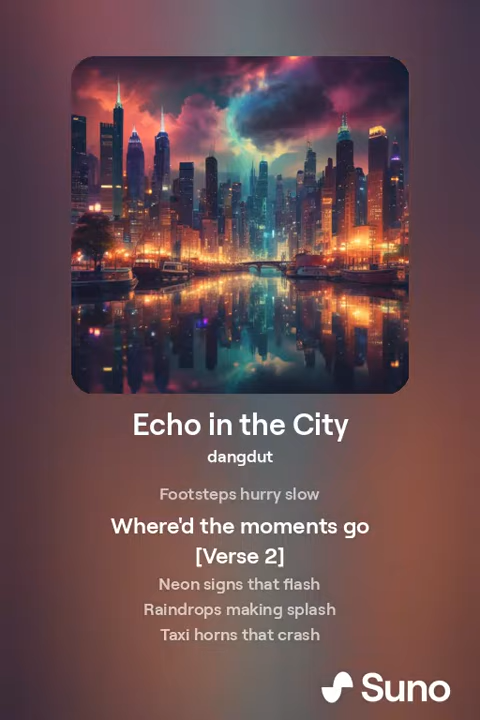 Echo in the City
dangdut
Footsteps hurry slow
Where'd the moments go
[Verse 2]
Neon signs that flash
Raindrops making splash
Taxi horns that crash
Suno